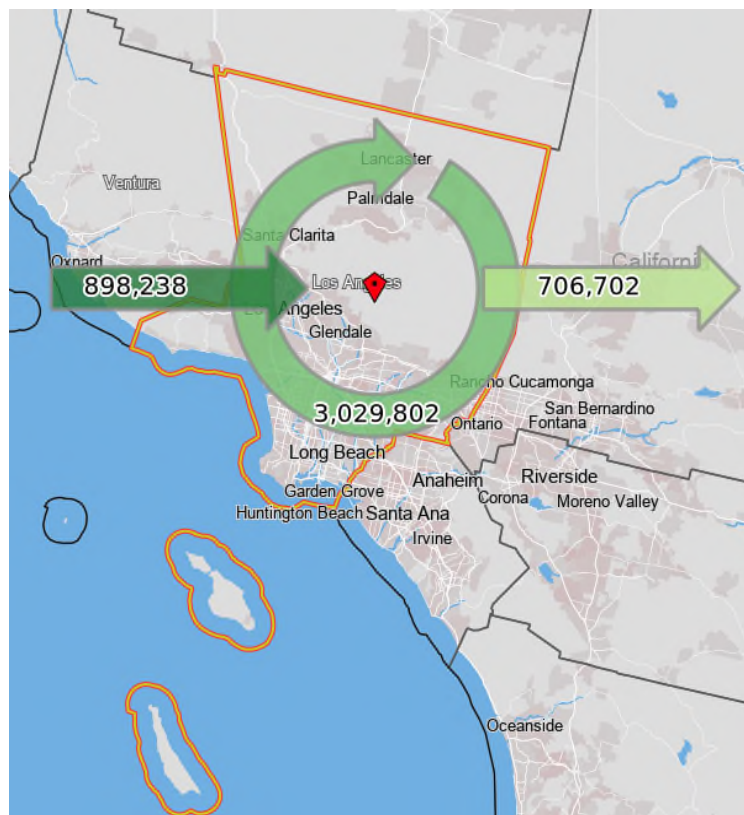 Lancaster
Ventura
Palmdale
Santa Clarita
California
Oxnard
898,238
Los Angeles
706,702
Los Angeles
Glendale
Rancho Cucamonga
3,029,802
San Bernardino
Ontario
Fontana
Long Beach
Anaheim
Riverside
Garden Grove
Corona
Moreno Valley
Huntington Beach
Santa Ana
Irvine
Oceanside